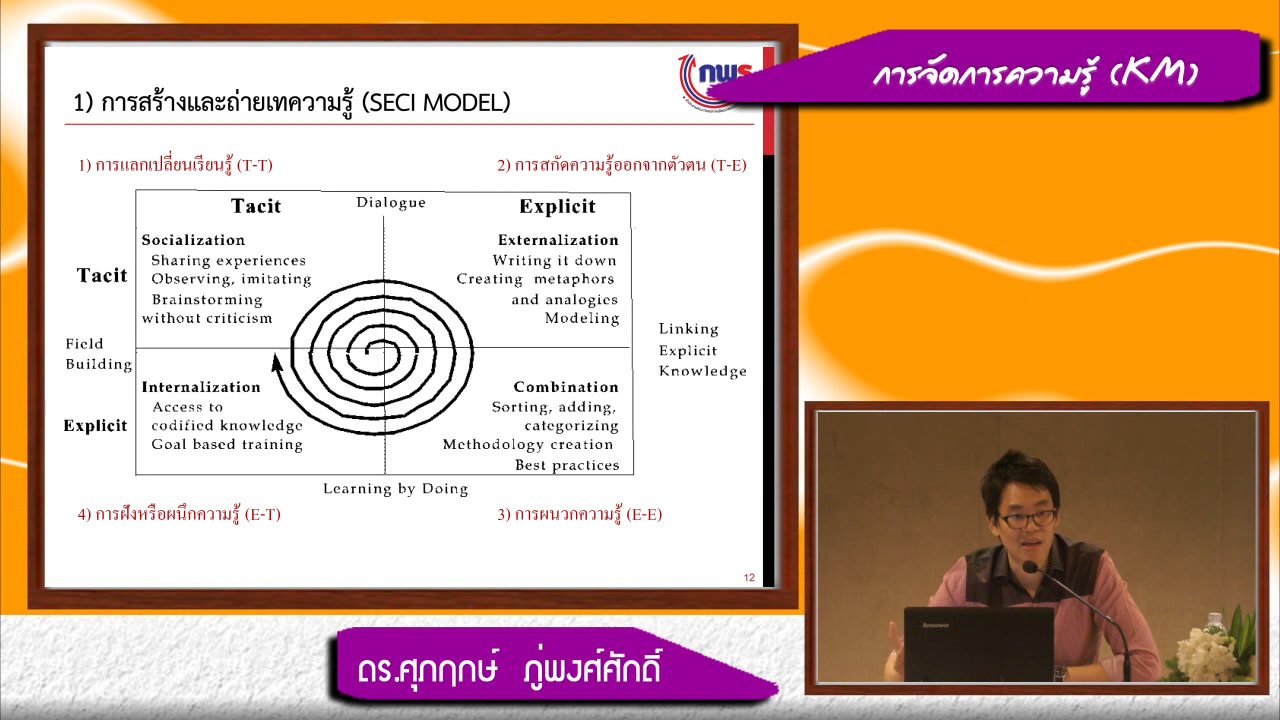 การจัดการความรู้ (KM)
กพร
1) การสร้างและถ่ายเทความรู้ (SECI MODEL)
1) การแลกเปลี่ยนเรียนรู้ (T-T)
2) การสกัดความรู้ออกจากตัวตน (T-E)
Tacit
Dialogue
Explicit
Socialization
Sharing experiences
Observing, imitating
Brainstorming
without criticism
Externalization
Writing it down
Creating metaphors
and analogies
Modeling
Tacit
Field
Building
Linking
Explicit
Knowledge
Internalization
Access to
codified knowledge
Goal based training
Combination
Sorting, adding,
categorizing
Methodology creation
Best practices
Explicit
Learning by Doing
4) การฝังหรือผนึกความรู้ (E-T)
3) การผนวกความรู้ (E-E)
12
lenovo
ดร.ศุภฤกษ์ ภู่พงศ์ศักดิ์